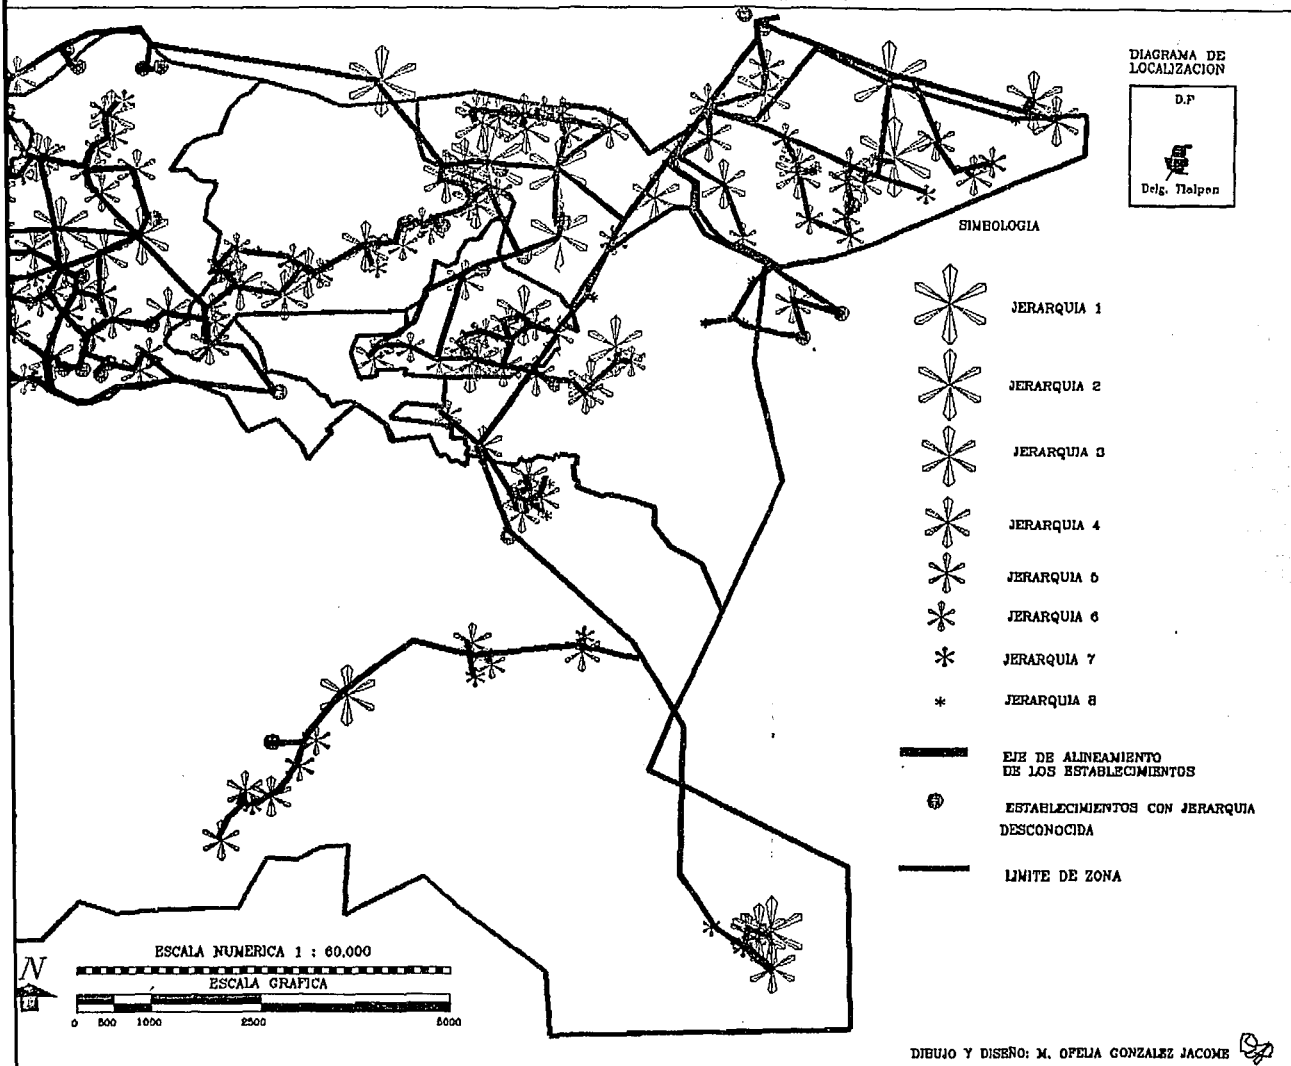 DIAGRAMA DE
LOCALIZACION
D.F
Delg. Tlalpan
SIMBOLOGIA
JERARQUIA 1
JERARQUIA 2
JERARQUIA 3
JERARQUIA 4
JERARQUIA 5
JERARQUIA 6
JERARQUIA 7
JERARQUIA 8
EJE DE ALINEAMIENTO
DE LOS ESTABLECIMIENTOS
ESTABLECIMIENTOS CON JERARQUIA
DESCONOCIDA
LIMITE DE ZONA
ESCALA NUMERICA 1 : 60,000
N
ESCALA GRAFICA
0 500 1000 2500 5000
DIBUJO Y DISEÑO: M. OFELIA GONZALEZ JACOME